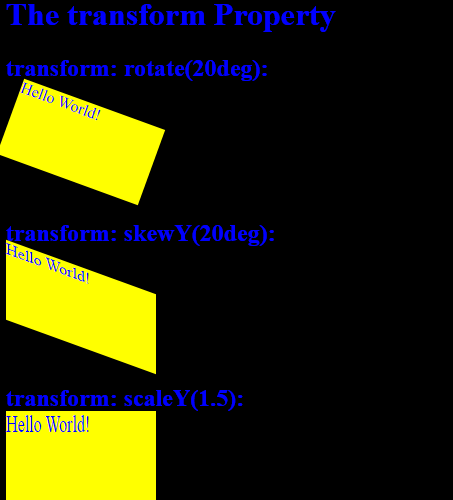 The transform Property
transform: rotate(20deg):
Hello World!
transform: skewY(20deg):
Hello World!
transform: scaleY(1.5):
Hello World!